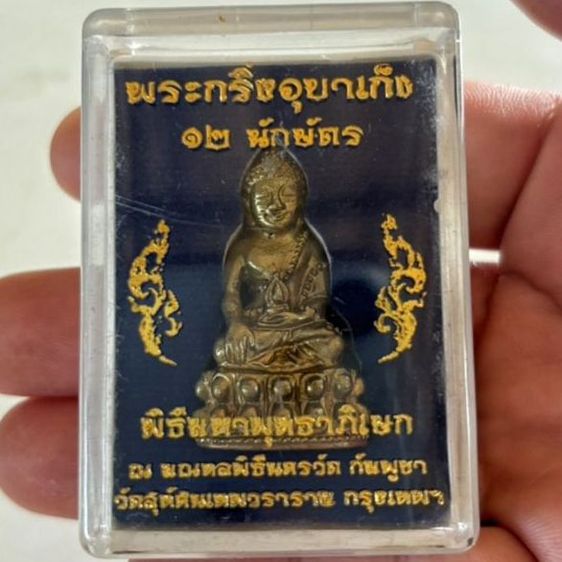 พระกริ่งอุบาเก็ง
๑๒ นักษัตร
พิธีมหาพุทธาภิเษก
ณ มณฑลพิธีนครวัด กัมพูชา
วัดสุทัศนเทพวราราม กรุงเทพฯ